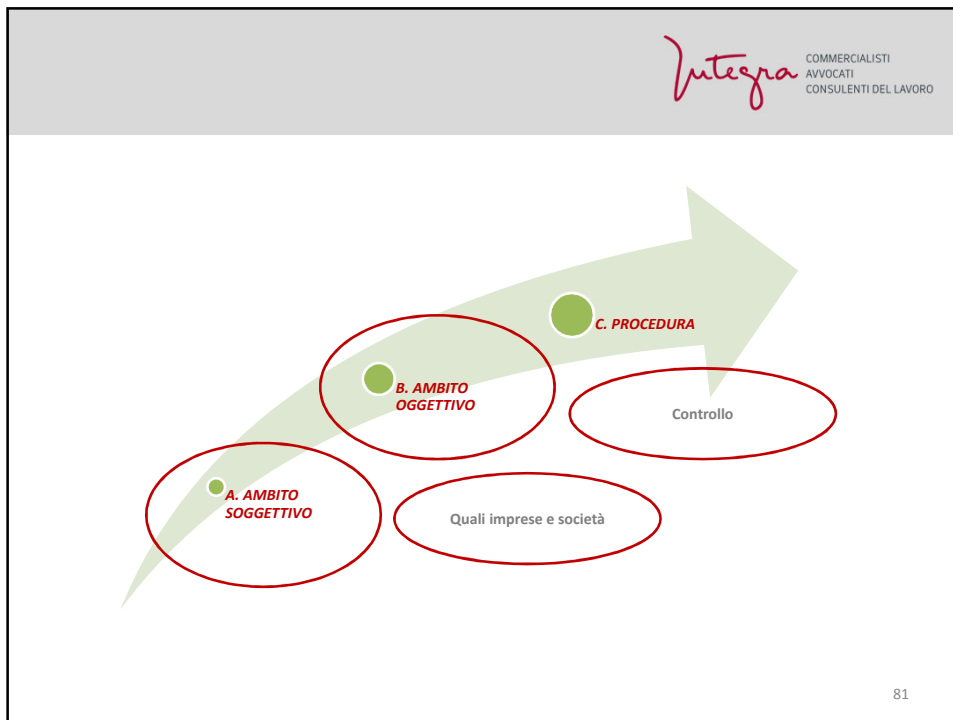 Integra
COMMERCIALISTI
AVVOCATI
CONSULENTI DEL LAVORO
C. PROCEDURA
B. AMBITO
OGGETTIVO
Controllo
A. AMBITO
SOGGETTIVO
Quali imprese e società
81